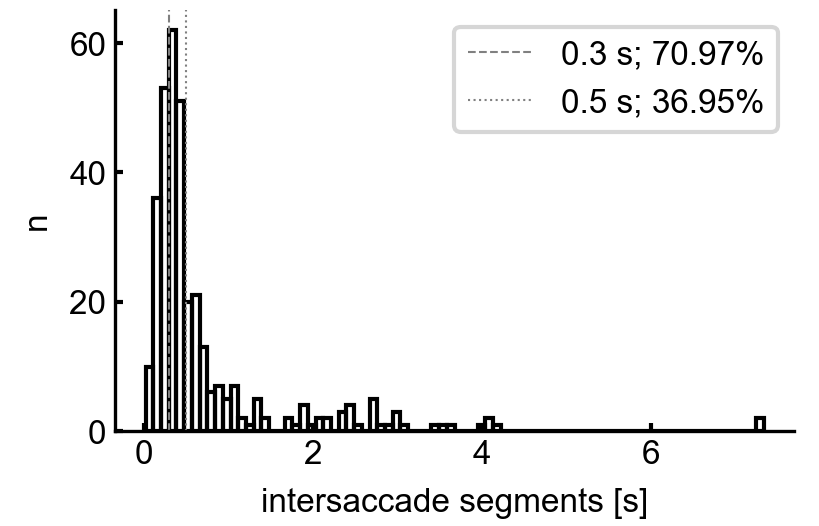 60
40
20
0
n
0.3 s; 70.97%
0.5 s; 36.95%
0 2 4 6
intersaccade segments [s]